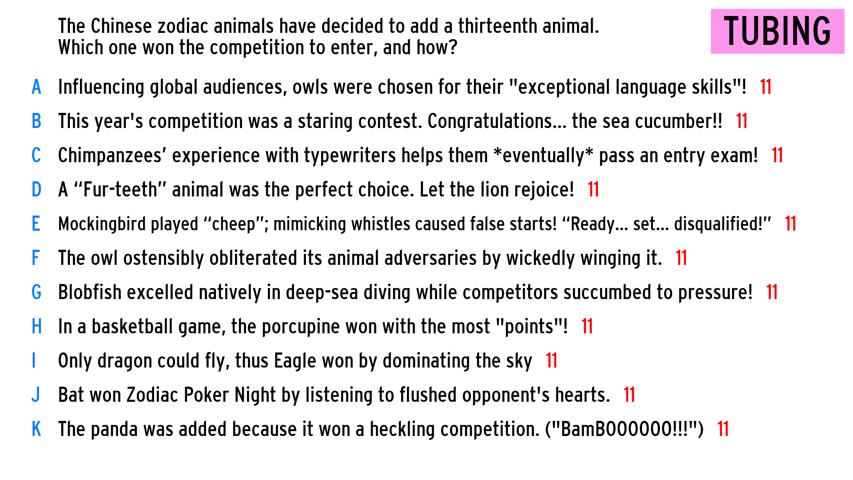 The Chinese zodiac animals have decided to add a thirteenth animal.
Which one won the competition to enter, and how?
TUBING
A Influencing global audiences, owls were chosen for their "exceptional language skills"! 11
B This year's competition was a staring contest. Congratulations... the sea cucumber!! 11
C Chimpanzees’ experience with typewriters helps them *eventually* pass an entry exam! 11
D A “Fur-teeth” animal was the perfect choice. Let the lion rejoice! 11
E Mockingbird played “cheep”; mimicking whistles caused false starts! “Ready... set... disqualified!” 11
F The owl ostensibly obliterated its animal adversaries by wickedly winging it. 11
G Blobfish excelled natively in deep-sea diving while competitors succumbed to pressure! 11
H In a basketball game, the porcupine won with the most "points"! 11
I Only dragon could fly, thus Eagle won by dominating the sky 11
J Bat won Zodiac Poker Night by listening to flushed opponent's hearts. 11
K The panda was added because it won a heckling competition. ("BamBOOOOOO!!!") 11